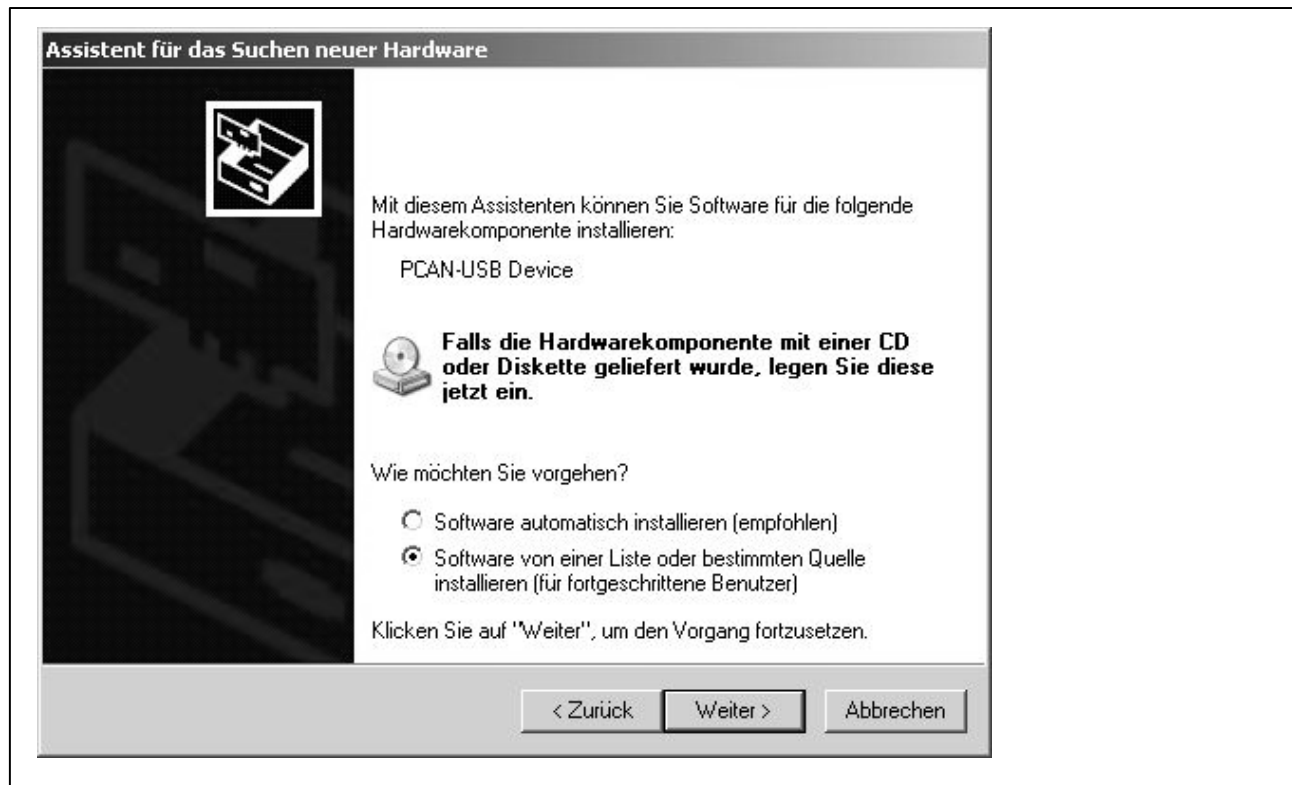 Assistent für das Suchen neuer Hardware
Mit diesem Assistenten können Sie Software für die folgende
Hardwarekomponente installieren:
PCAN-USB Device
Falls die Hardwarekomponente mit einer CD
oder Diskette geliefert wurde, legen Sie diese
jetzt ein.
Wie möchten Sie vorgehen?
Software automatisch installieren (empfohlen)
Software von einer Liste oder bestimmten Quelle
installieren (für fortgeschrittene Benutzer)
Klicken Sie auf "Weiter", um den Vorgang fortzusetzen.
< Zurück Weiter > Abbrechen